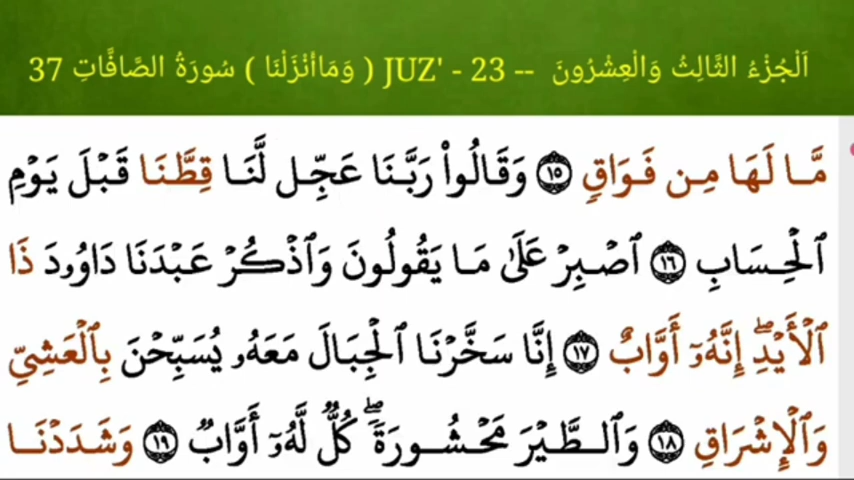 اَلْجُزْءُ الثَّالِثُ وَالْعِشْرُونَ -- JUZ' - 23 ( وَمَاأَنْزَلْنَا ) سُورَةُ الصَّافَّاتِ 37
مَّا لَهَا مِن فَوَاقٖ ١٥ وَقَالُواْ رَبَّنَا عَجِّل لَّنَا قِطَّنَا قَبۡلَ يَوۡمِ
ٱلۡحِسَابِ ١٦ ٱصۡبِرۡ عَلَىٰ مَا يَقُولُونَ وَٱذۡكُرۡ عَبۡدَنَا دَاوُۥدَ ذَا
ٱلۡأَيۡدِۖ إِنَّهُۥٓ أَوَّابٌ ١٧ إِنَّا سَخَّرۡنَا ٱلۡجِبَالَ مَعَهُۥ يُسَبِّحۡنَ بِٱلۡعَشِيِّ
وَٱلۡإِشۡرَاقِ ١٨ وَٱلطَّيۡرَ مَحۡشُورَةٗۖ كُلّٞ لَّهُۥٓ أَوَّابٞ ١٩ وَشَدَدۡنَا